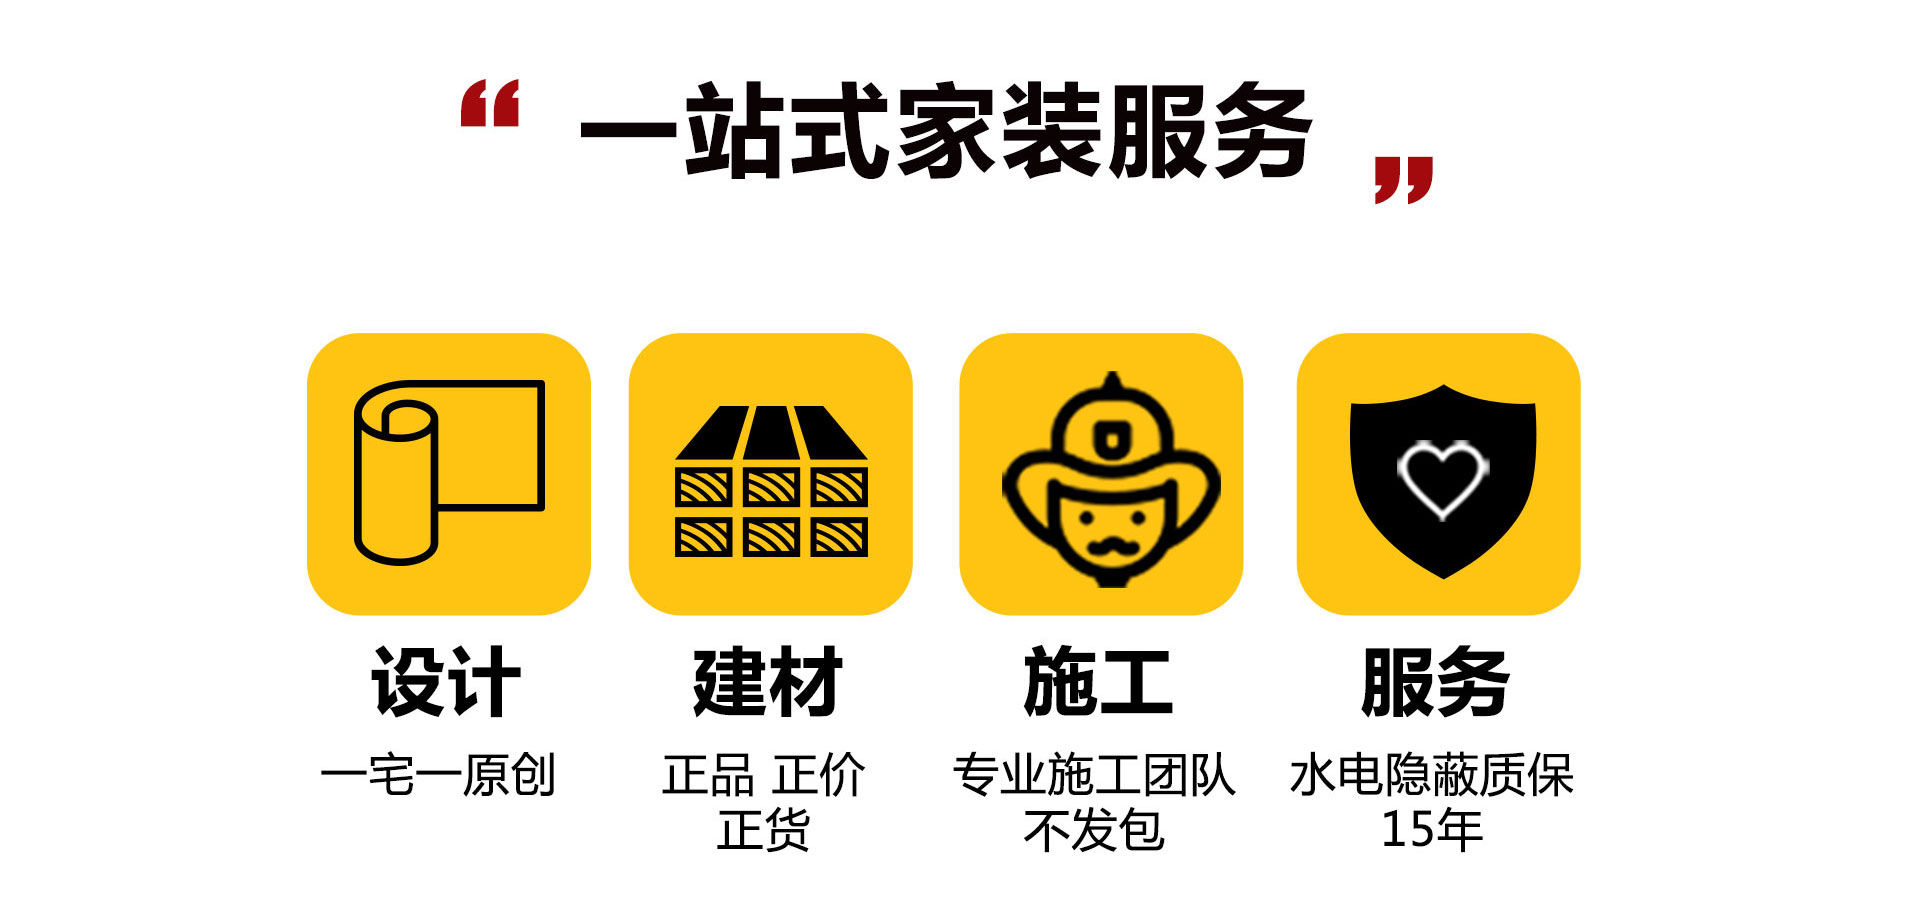 “一站式家装服务”
设计
一宅一原创
建材
正品 正价
正货
施工
专业施工团队
不发包
服务
水电隐蔽质保
15年